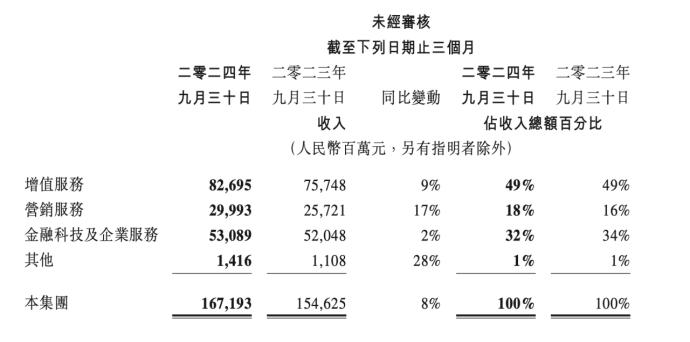 未經審核
截至下列日期止三個月
二零二四年 二零二三年 二零二四年 二零二三年
九月三十日 九月三十日 同比變動 九月三十日 九月三十日
收入 佔收入總額百分比
（人民幣百萬元，另有指明者除外）
增值服務 82,695 75,748 9% 49% 49%
營銷服務 29,993 25,721 17% 18% 16%
金融科技及企業服務 53,089 52,048 2% 32% 34%
其他 1,416 1,108 28% 1% 1%
本集團 167,193 154,625 8% 100% 100%